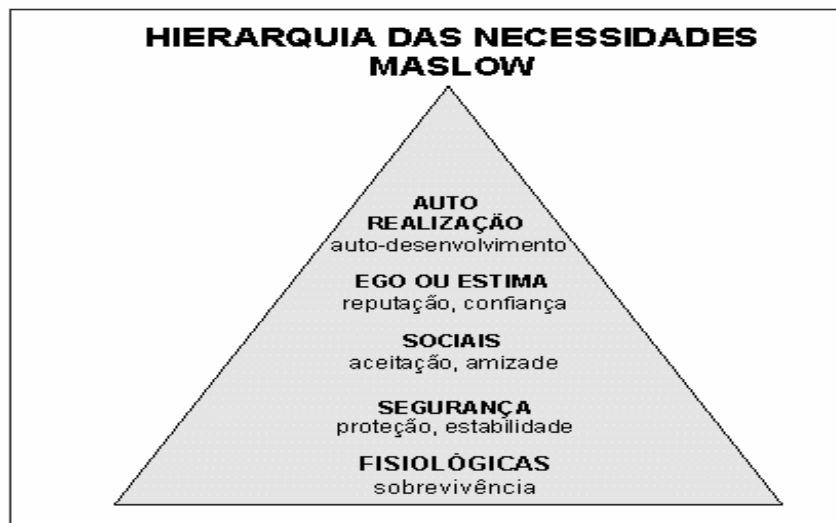 HIERARQUIA DAS NECESSIDADES
MASLOW
AUTO
REALIZAÇÃO
auto-desenvolvimento
EGO OU ESTIMA
reputação, confiança
SOCIAIS
aceitação, amizade
SEGURANÇA
proteção, estabilidade
FISIOLÓGICAS
sobrevivência